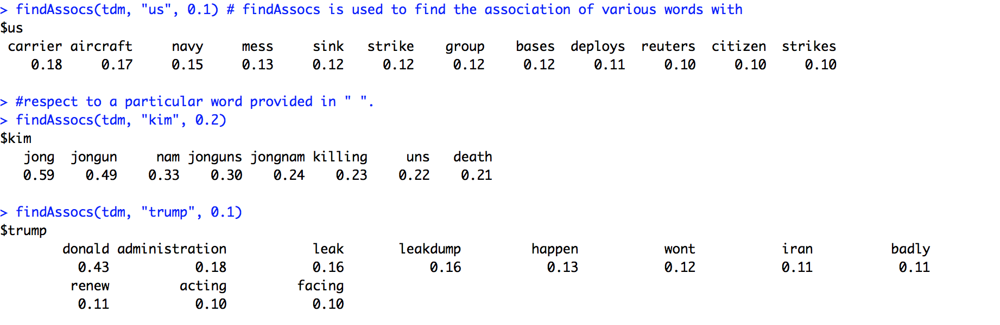 > findAssocs(tdm, "us", 0.1) # findAssocs is used to find the association of various words with
$us
 carrier aircraft     navy     mess     sink   strike    group    bases  deploys  reuters  citizen  strikes
    0.18     0.17     0.15     0.13     0.12     0.12     0.12     0.12     0.11     0.10     0.10     0.10
> #respect to a particular word provided in " ".
> findAssocs(tdm, "kim", 0.2)
$kim
   jong  jongun     nam jonguns jongnam killing     uns   death
   0.59    0.49    0.33    0.30    0.24    0.23    0.22    0.21
> findAssocs(tdm, "trump", 0.1)
$trump
        donald administration           leak       leakdump         happen           wont           iran          badly
          0.43           0.18           0.16           0.16           0.13           0.12           0.11           0.11
         renew         acting         facing
          0.11           0.10           0.10